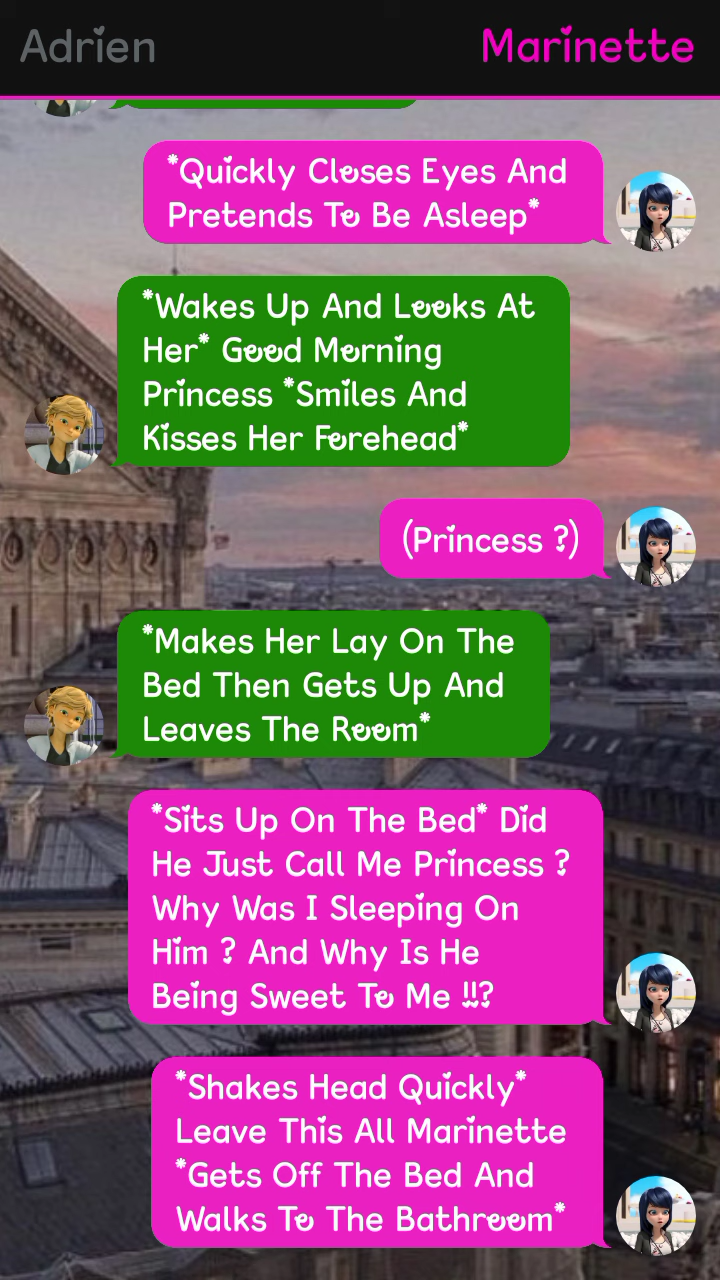 Adrien
Marinette
*Quickly Closes Eyes And
Pretends To Be Asleep*
*Wakes Up And Looks At
Her* Good Morning
Princess *Smiles And
Kisses Her Forehead*
(Princess ?)
*Makes Her Lay On The
Bed Then Gets Up And
Leaves The Room*
*Sits Up On The Bed* Did
He Just Call Me Princess ?
Why Was I Sleeping On
Him ? And Why Is He
Being Sweet To Me !!?
*Shakes Head Quickly*
Leave This All Marinette
*Gets Off The Bed And
Walks To The Bathroom*